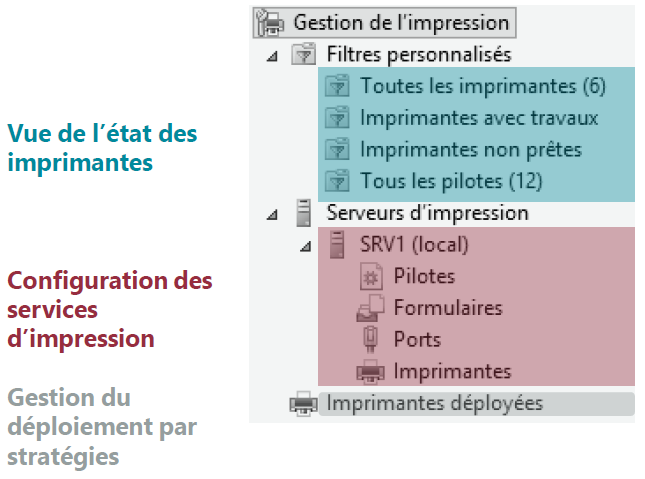 Gestion de l'impression
Filtres personnalisés
Toutes les imprimantes (6)
Imprimantes avec travaux
Imprimantes non prêtes
Tous les pilotes (12)
Serveurs d'impression
SRV1 (local)
Pilotes
Formulaires
Ports
Imprimantes
Imprimantes déployées
Vue de l'état des
imprimantes
Configuration des
services
d'impression
Gestion du
déploiement par
stratégies